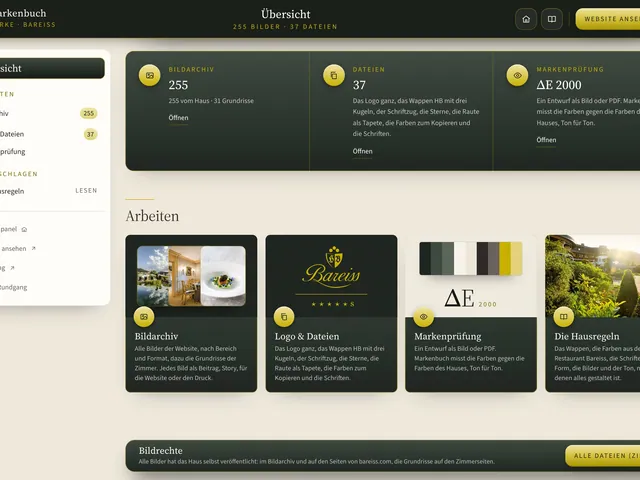 arkenbuch
RKE · BAREISS
Übersicht
255 BILDER · 37 DATEIEN
WEBSITE ANSE
sicht
TEN
hiv
255
Dateien
37
prüfung
SCHLAGEN
usregeln
LESEN
panel
ansehen
ng
Rundgang
BILDARCHIV
255
255 vom Haus · 31 Grundrisse
Öffnen
DATEIEN
37
Das Logo ganz, das Wappen HB mit drei
Kugeln, der Schriftzug, die Sterne, die Raute
als Tapete, die Farben zum Kopieren und
die Schriften.
Öffnen
MARKENPRÜFUNG
ΔE 2000
Ein Entwurf als Bild oder PDF. Marke
misst die Farben gegen die Farben de
Hauses, Ton für Ton.
Öffnen
Arbeiten
Bildarchiv
Alle Bilder der Website, nach Bereich
und Format, dazu die Grundrisse der
Zimmer. Jedes Bild als Beitrag, Story, für
die Website oder den Druck.
HB
Bareiss
★★★★★S
Logo & Dateien
Das Logo ganz, das Wappen HB mit drei
Kugeln, der Schriftzug, die Sterne, die
Raute als Tapete, die Farben zum
Kopieren und die Schriften.
ΔE 2000
Markenprüfung
Ein Entwurf als Bild oder PDF.
Markenbuch misst die Farben gegen die
Farben des Hauses, Ton für Ton.
Die Hausregeln
Das Wappen, die Farben aus de
Restaurant Bareiss, die Schrifte
Form, die Bilder und der Ton, n
denen alles gestaltet ist.
Bildrechte
Alle Bilder hat das Haus selbst veröffentlicht: im Bildarchiv und auf den Seiten von bareiss.com, die Grundrisse auf den Zimmerseiten.
ALLE DATEIEN (ZI